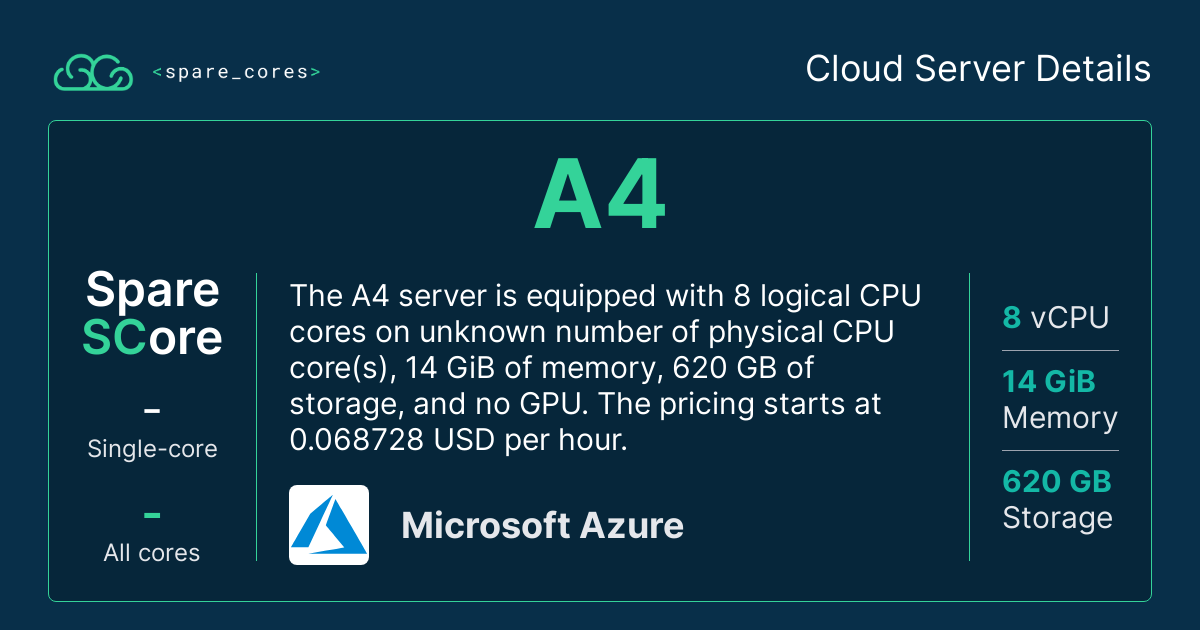 <spare_cores>
Cloud Server Details
A4
Spare
SCore
-
Single-core
-
All cores
The A4 server is equipped with 8 logical CPU
cores on unknown number of physical CPU
core(s), 14 GiB of memory, 620 GB of
storage, and no GPU. The pricing starts at
0.068728 USD per hour.
Microsoft Azure
8 vCPU
14 GiB
Memory
620 GB
Storage